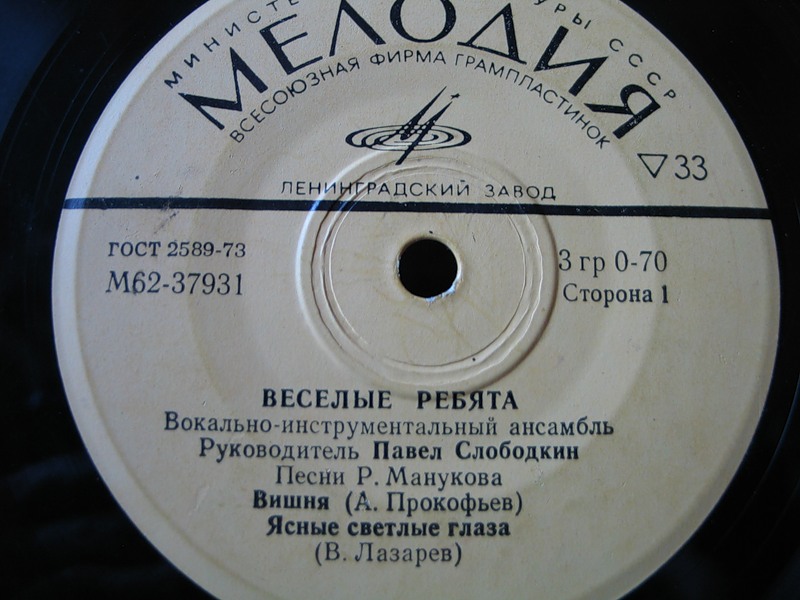 МИНИСТЕ УРЫ СССР
МЕЛОДИЯ
ВСЕСОЮЗНАЯ ФИРМА ГРАМПЛАСТИНОК
33
ЛЕНИНГРАДСКИЙ ЗАВОД
ГОСТ 2589-73
М62-37931
3 гр 0-70
Сторона 1
ВЕСЕЛЫЕ РЕБЯТА
Вокально-инструментальный ансамбль
Руководитель Павел Слободкин
Песни Р. Манукова
Вишня (А. Прокофьев)
Ясные светлые глаза
(В. Лазарев)